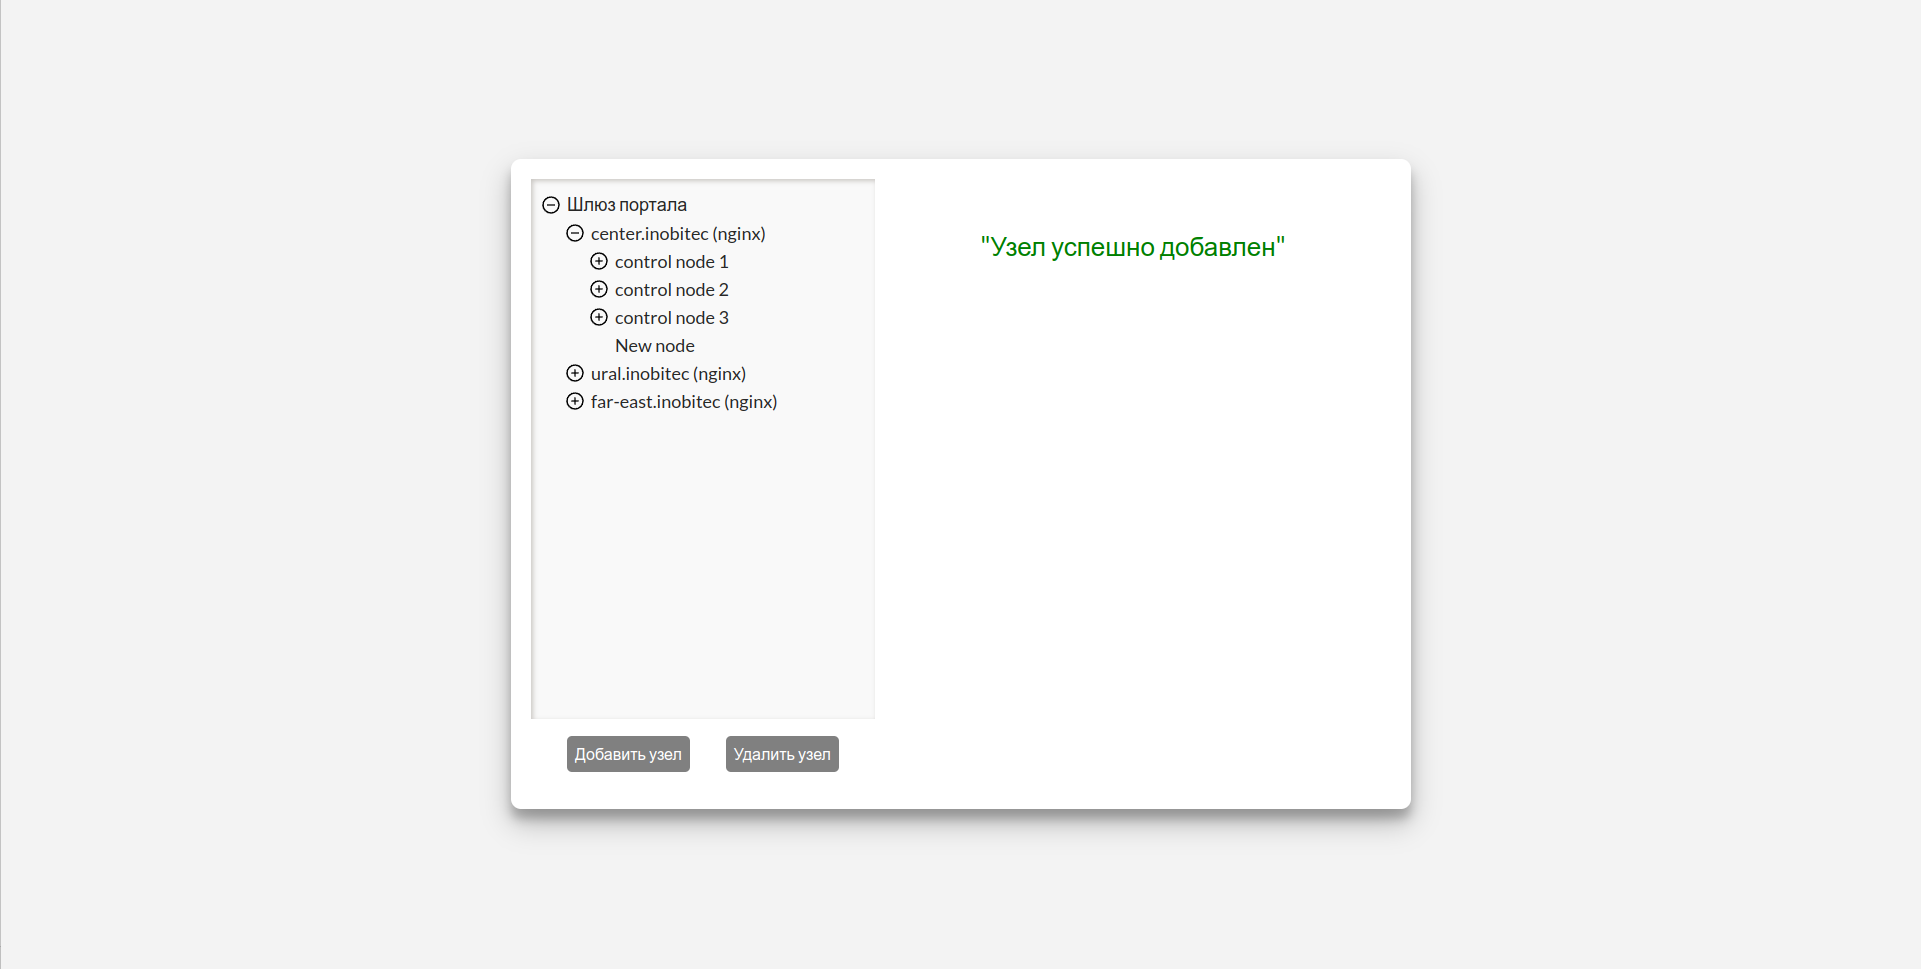 Шлюз портала
center.inobitec (nginx)
control node 1
control node 2
control node 3
New node
ural.inobitec (nginx)
far-east.inobitec (nginx)
Добавить узел
Удалить узел
"Узел успешно добавлен"